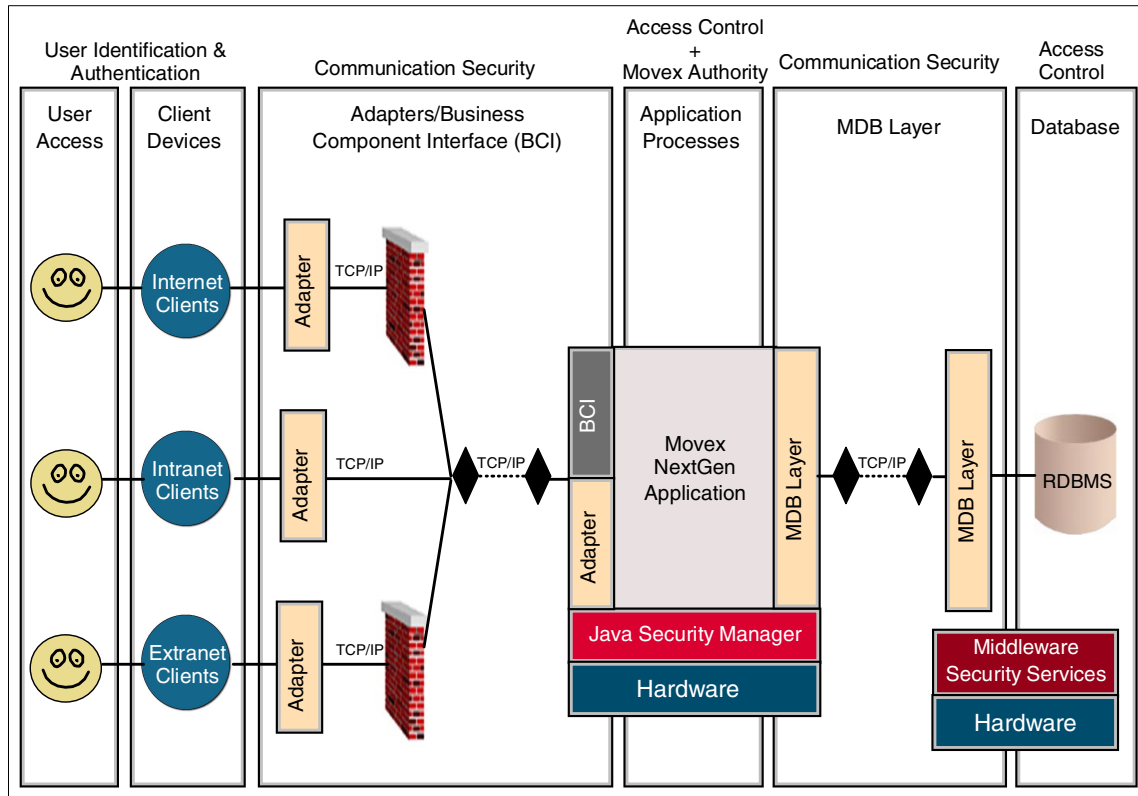 User Identification &
Authentication
Communication Security
Access Control
+
Movex Authority
Communication Security
Access
Control
User
Access
Client
Devices
Adapters/Business
Component Interface (BCI)
Application
Processes
MDB Layer
Database
Internet
Clients
Adapter
TCP/IP
Intranet
Clients
Adapter
TCP/IP
TCP/IP
BCI
Adapter
Movex
NextGen
Application
MDB Layer
TCP/IP
MDB Layer
RDBMS
Extranet
Clients
Adapter
TCP/IP
Java Security Manager
Hardware
Middleware
Security Services
Hardware